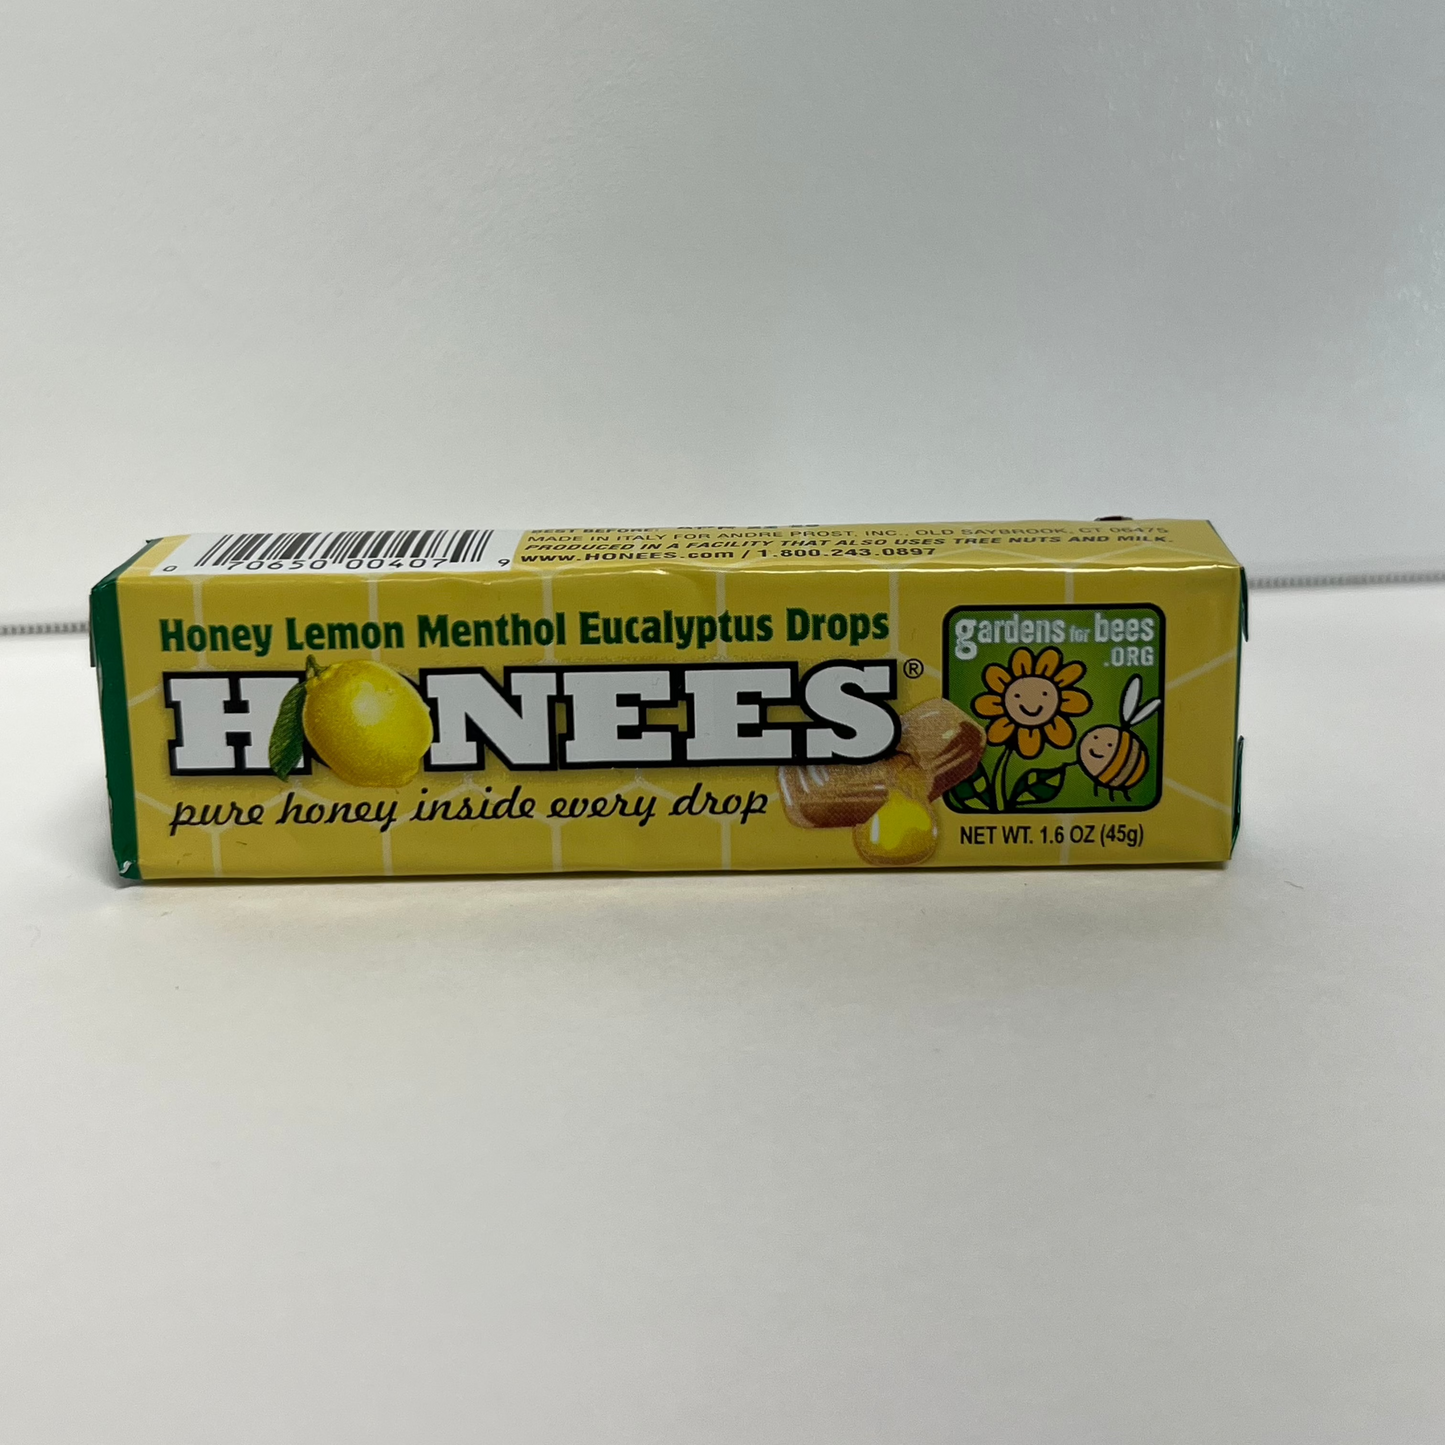 BEST BEFORE:
MADE IN ITALY FOR ANDRE PROST, INC., OLD SAYBROOK, CT 06475
PRODUCED IN A FACILITY THAT ALSO USES TREE NUTS AND MILK.
www.HONEES.com / 1.800.243.0897
0 70650 00407 9
Honey Lemon Menthol Eucalyptus Drops
HONEES®
pure honey inside every drop
gardens for bees
.ORG
NET WT. 1.6 OZ (45g)